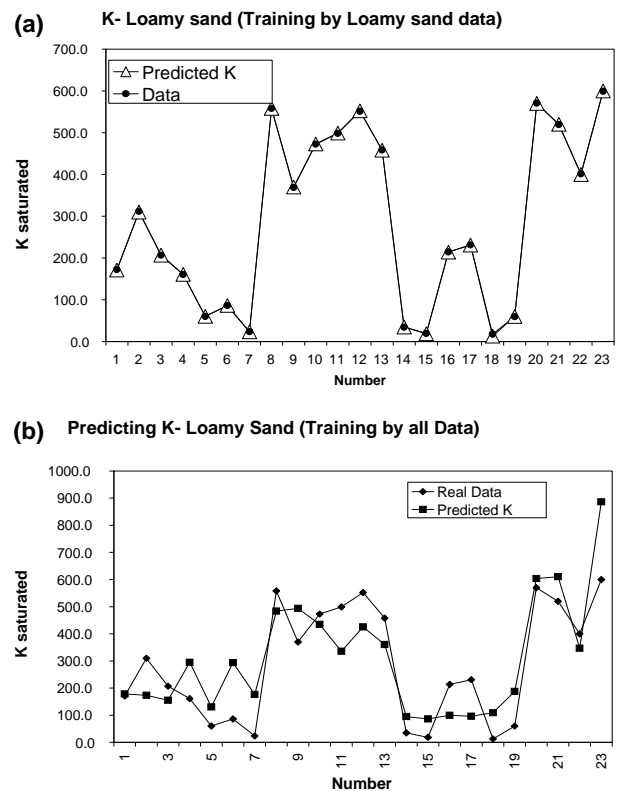 (a) K- Loamy sand (Training by Loamy sand data)
700.0
Predicted K
Data
600.0
500.0
400.0
300.0
200.0
100.0
0.0
K saturated
1 2 3 4 5 6 7 8 9 10 11 12 13 14 15 16 17 18 19 20 21 22 23
Number
(b) Predicting K- Loamy Sand (Training by all Data)
1000.0
Real Data
Predicted K
900.0
800.0
700.0
600.0
500.0
400.0
300.0
200.0
100.0
0.0
K saturated
1 3 5 7 9 11 13 15 17 19 21 23
Number